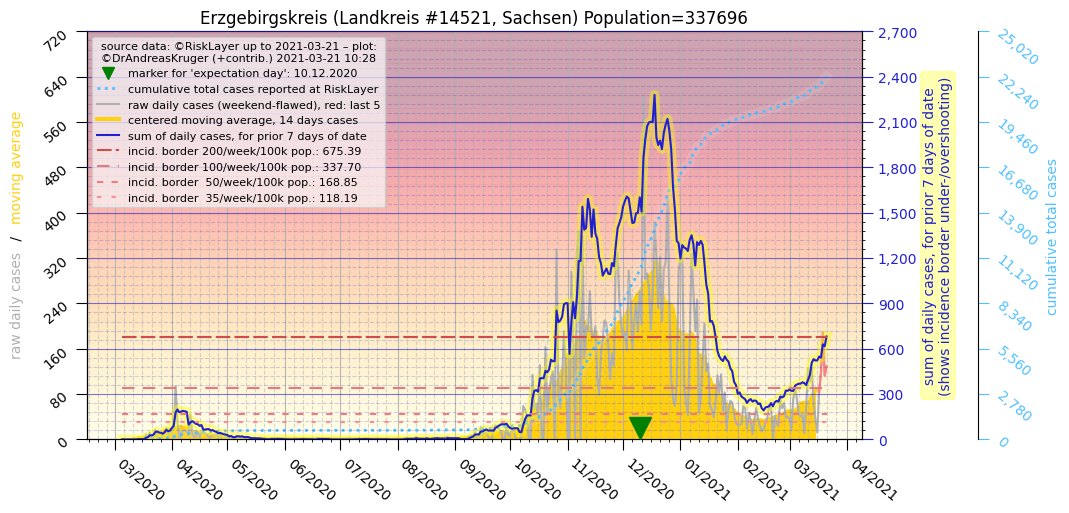 Erzgebirgskreis (Landkreis #14521, Sachsen) Population=337696
source data: ©RiskLayer up to 2021-03-21 – plot:
©DrAndreasKruger (+contrib.) 2021-03-21 10:28
marker for 'expectation day': 10.12.2020
cumulative total cases reported at RiskLayer
raw daily cases (weekend-flawed), red: last 5
centered moving average, 14 days cases
sum of daily cases, for prior 7 days of date
incid. border 200/week/100k pop.: 675.39
incid. border 100/week/100k pop.: 337.70
incid. border  50/week/100k pop.: 168.85
incid. border  35/week/100k pop.: 118.19
raw daily cases  /  moving average
720
640
560
480
400
320
240
160
80
0
03/2020
04/2020
05/2020
06/2020
07/2020
08/2020
09/2020
10/2020
11/2020
12/2020
01/2021
02/2021
03/2021
04/2021
2,700
2,400
2,100
1,800
1,500
1,200
900
600
300
0
sum of daily cases, for prior 7 days of date
(shows incidence border under-/overshooting)
25,020
22,240
19,460
16,680
13,900
11,120
8,340
5,560
2,780
0
cumulative total cases